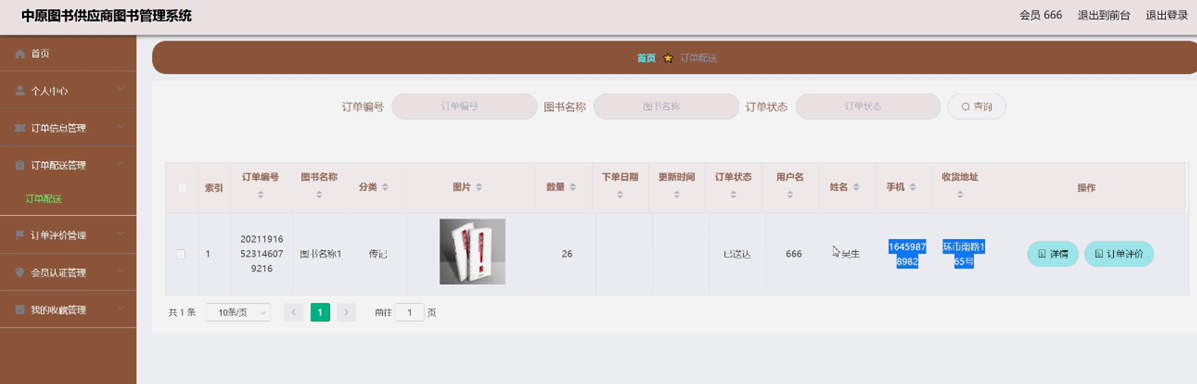 中原图书供应商图书管理系统
会员 666 退出到前台 退出登录
首页
个人中心
订单信息管理
订单配送管理
订单配送
订单评价管理
会员认证管理
我的收藏管理
首页 订单配送
订单编号 订单编号 图书名称 图书名称 订单状态 订单状态 查询
索引 订单编号 图书名称 分类 图片 数量 下单日期 更新时间 订单状态 用户名 姓名 手机 收货地址 操作
1 20211916 图书名称1 传记 26 已送达 666 吴生 1645987 环市南路1 详情 订单评价
52314607 8982 65号
9216
共 1 条 10条/页 1 前往 1 页